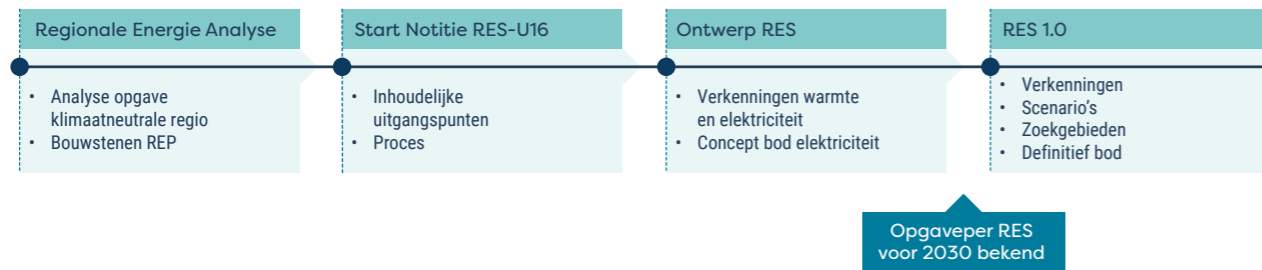 Regionale Energie Analyse
• Analyse opgave
klimaatneutrale regio
• Bouwstenen REP
Start Notitie RES-U16
• Inhoudelijke
uitgangspunten
• Proces
Ontwerp RES
• Verkenningen warmte
en elektriciteit
• Concept bod elektriciteit
RES 1.0
• Verkenningen
• Scenario's
• Zoekgebieden
• Definitief bod
Opgaveper RES
voor 2030 bekend